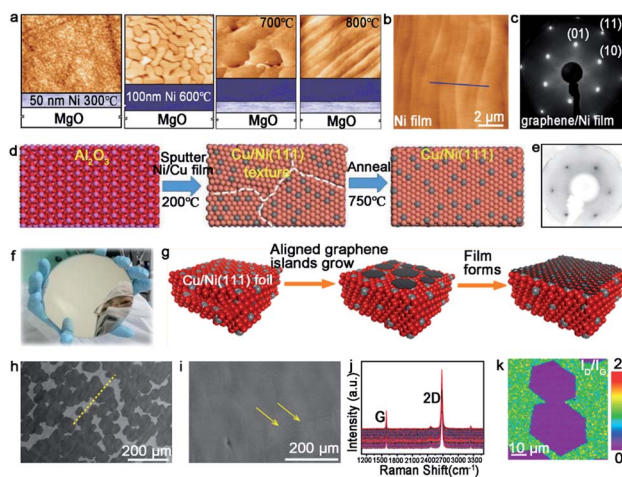 a
50 nm Ni 300℃
MgO
100nm Ni 600℃
MgO
700℃
MgO
800℃
MgO
b
Ni film
2 μm
c
(11)
(01)
(10)
graphene/Ni film
d
Al₂O₃
Sputter
Ni/Cu film
200℃
Cu/Ni(111)
texture
Anneal
750℃
Cu/Ni(111)
e
f
g
Cu/Ni(111) foil
Aligned graphene
islands grow
Film
forms
h
200 μm
i
200 μm
j
Intensity (a.u.)
G
2D
1200 1500 1800 2100 2400 2700 3000 3300
Raman Shift(cm⁻¹)
k
I_D/I_G
10 μm
2
0